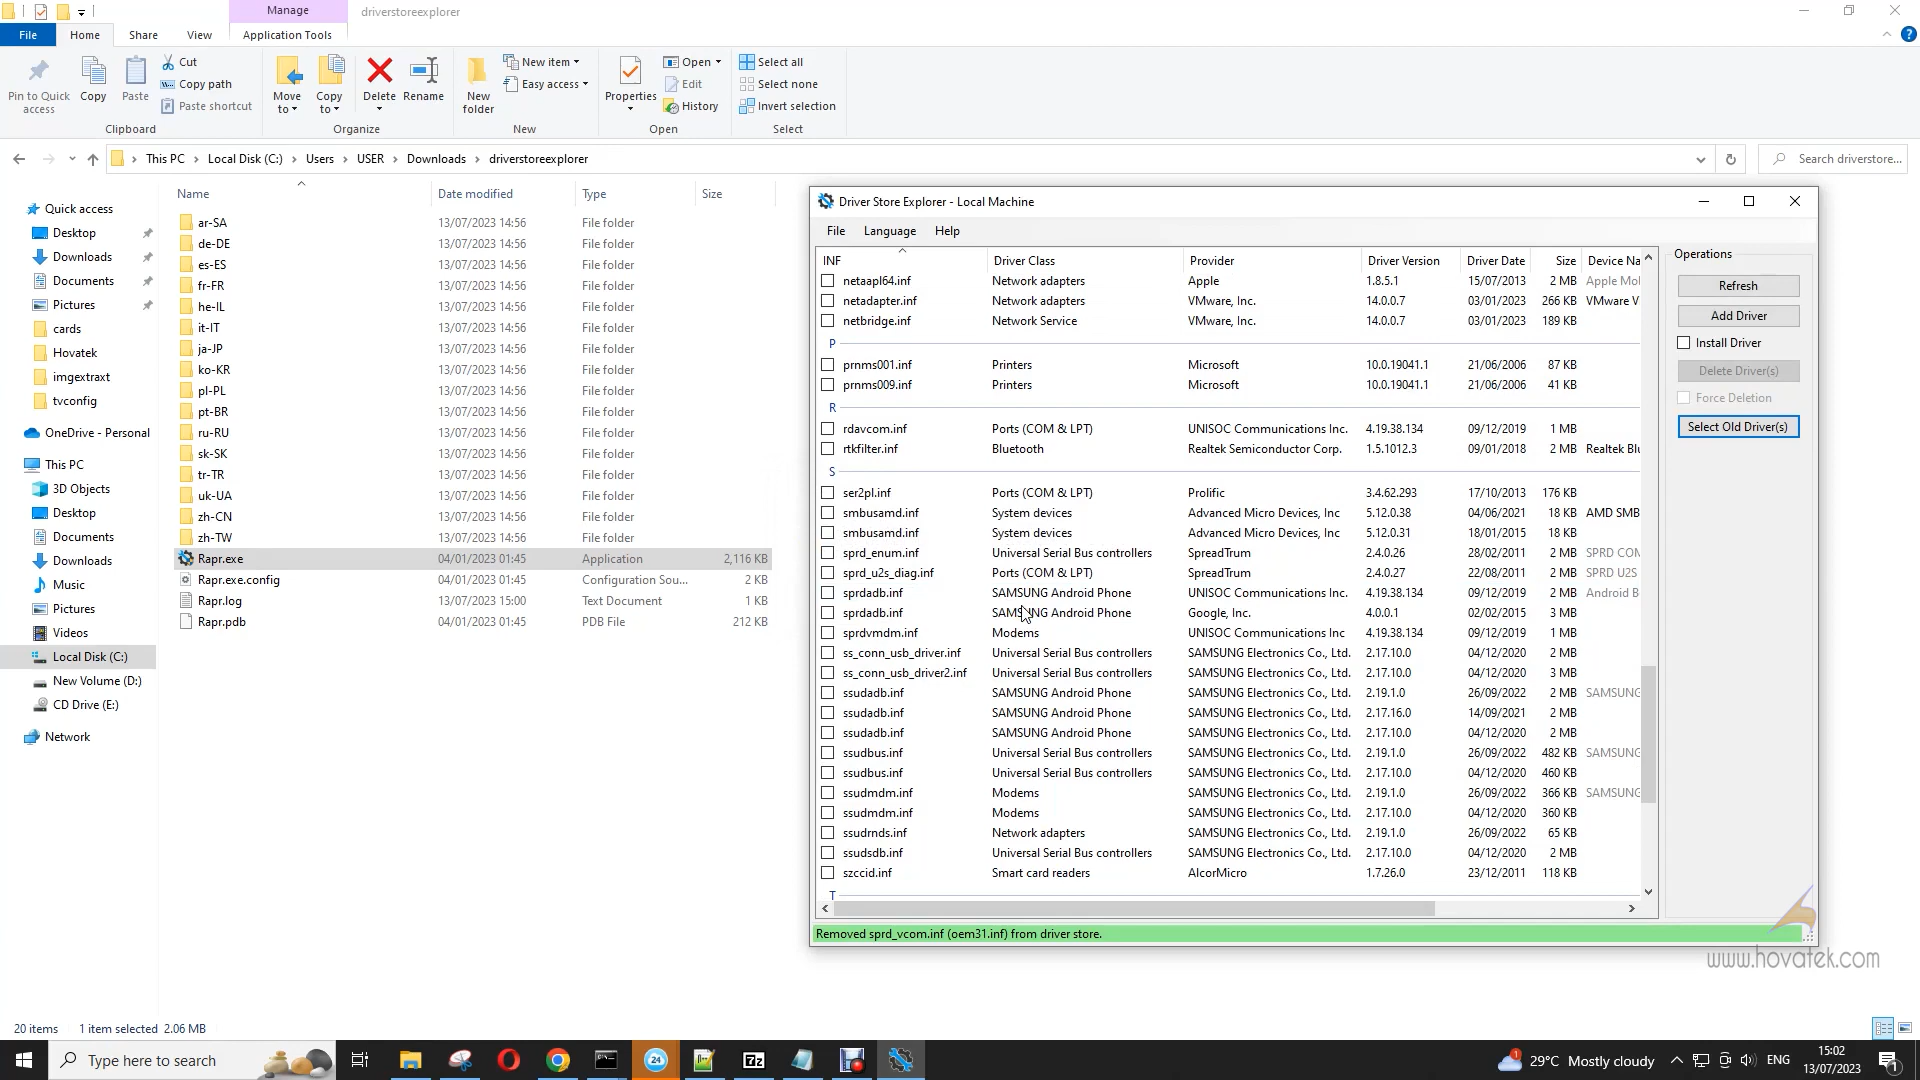 Manage
driverstoreexplorer
File
Home
Share
View
Application Tools
Pin to Quick access
Copy
Paste
Cut
Copy path
Paste shortcut
Clipboard
Move to
Copy to
Delete
Rename
Organize
New folder
New item
Easy access
New
Properties
Open
Edit
History
Open
Select all
Select none
Invert selection
Select
This PC
Local Disk (C:)
Users
USER
Downloads
driverstoreexplorer
Search driverstore...
Quick access
Desktop
Downloads
Documents
Pictures
cards
Hovatek
imgextraxt
tvconfig
OneDrive - Personal
This PC
3D Objects
Desktop
Documents
Downloads
Music
Pictures
Videos
Local Disk (C:)
New Volume (D:)
CD Drive (E:)
Network
Name Date modified Type Size
ar-SA 13/07/2023 14:56 File folder
de-DE 13/07/2023 14:56 File folder
es-ES 13/07/2023 14:56 File folder
fr-FR 13/07/2023 14:56 File folder
he-IL 13/07/2023 14:56 File folder
it-IT 13/07/2023 14:56 File folder
ja-JP 13/07/2023 14:56 File folder
ko-KR 13/07/2023 14:56 File folder
pl-PL 13/07/2023 14:56 File folder
pt-BR 13/07/2023 14:56 File folder
ru-RU 13/07/2023 14:56 File folder
sk-SK 13/07/2023 14:56 File folder
tr-TR 13/07/2023 14:56 File folder
uk-UA 13/07/2023 14:56 File folder
zh-CN 13/07/2023 14:56 File folder
zh-TW 13/07/2023 14:56 File folder
Rapr.exe 04/01/2023 01:45 Application 2,116 KB
Rapr.exe.config 04/01/2023 01:45 Configuration Sou... 2 KB
Rapr.log 13/07/2023 15:00 Text Document 1 KB
Rapr.pdb 04/01/2023 01:45 PDB File 212 KB
Driver Store Explorer - Local Machine
File Language Help
INF Driver Class Provider Driver Version Driver Date Size Device Na
netaapl64.inf Network adapters Apple 1.8.5.1 15/07/2013 2 MB Apple Mol
netadapter.inf Network adapters VMware, Inc. 14.0.0.7 03/01/2023 266 KB VMware V
netbridge.inf Network Service VMware, Inc. 14.0.0.7 03/01/2023 189 KB
P
prnms001.inf Printers Microsoft 10.0.19041.1 21/06/2006 87 KB
prnms009.inf Printers Microsoft 10.0.19041.1 21/06/2006 41 KB
R
rdavcom.inf Ports (COM & LPT) UNISOC Communications Inc. 4.19.38.134 09/12/2019 1 MB
rtkfilter.inf Bluetooth Realtek Semiconductor Corp. 1.5.1012.3 09/01/2018 2 MB Realtek Blu
S
ser2pl.inf Ports (COM & LPT) Prolific 3.4.62.293 17/10/2013 176 KB
smbusamd.inf System devices Advanced Micro Devices, Inc 5.12.0.38 04/06/2021 18 KB AMD SMB
smbusamd.inf System devices Advanced Micro Devices, Inc 5.12.0.31 18/01/2015 18 KB
sprd_enum.inf Universal Serial Bus controllers SpreadTrum 2.4.0.26 28/02/2011 2 MB SPRD COM
sprd_u2s_diag.inf Ports (COM & LPT) SpreadTrum 2.4.0.27 22/08/2011 2 MB SPRD U2S
sprdadb.inf SAMSUNG Android Phone UNISOC Communications Inc. 4.19.38.134 09/12/2019 2 MB Android B
sprdadb.inf SAMSUNG Android Phone Google, Inc. 4.0.0.1 02/02/2015 3 MB
sprdvmdm.inf Modems UNISOC Communications Inc 4.19.38.134 09/12/2019 1 MB
ss_conn_usb_driver.inf Universal Serial Bus controllers SAMSUNG Electronics Co., Ltd. 2.17.10.0 04/12/2020 2 MB
ss_conn_usb_driver2.inf Universal Serial Bus controllers SAMSUNG Electronics Co., Ltd. 2.17.10.0 04/12/2020 3 MB
ssudadb.inf SAMSUNG Android Phone SAMSUNG Electronics Co., Ltd. 2.19.1.0 26/09/2022 2 MB SAMSUNG
ssudadb.inf SAMSUNG Android Phone SAMSUNG Electronics Co., Ltd. 2.17.16.0 14/09/2021 2 MB
ssudadb.inf SAMSUNG Android Phone SAMSUNG Electronics Co., Ltd. 2.17.10.0 04/12/2020 2 MB
ssudbus.inf Universal Serial Bus controllers SAMSUNG Electronics Co., Ltd. 2.19.1.0 26/09/2022 482 KB SAMSUNG
ssudbus.inf Universal Serial Bus controllers SAMSUNG Electronics Co., Ltd. 2.17.10.0 04/12/2020 460 KB
ssudmdm.inf Modems SAMSUNG Electronics Co., Ltd. 2.19.1.0 26/09/2022 366 KB SAMSUNG
ssudmdm.inf Modems SAMSUNG Electronics Co., Ltd. 2.17.10.0 04/12/2020 360 KB
ssudrnds.inf Network adapters SAMSUNG Electronics Co., Ltd. 2.19.1.0 26/09/2022 65 KB
ssudsdb.inf Universal Serial Bus controllers SAMSUNG Electronics Co., Ltd. 2.17.10.0 04/12/2020 2 MB
szccid.inf Smart card readers AlcorMicro 1.7.26.0 23/12/2011 118 KB
T
Operations
Refresh
Add Driver
Install Driver
Delete Driver(s)
Force Deletion
Select Old Driver(s)
Removed sprd_vcom.inf (oem31.inf) from driver store.
www.hovatek.com
20 items 1 item selected 2.06 MB
Type here to search
24
7z
1
29°C Mostly cloudy
ENG
15:02
13/07/2023
1